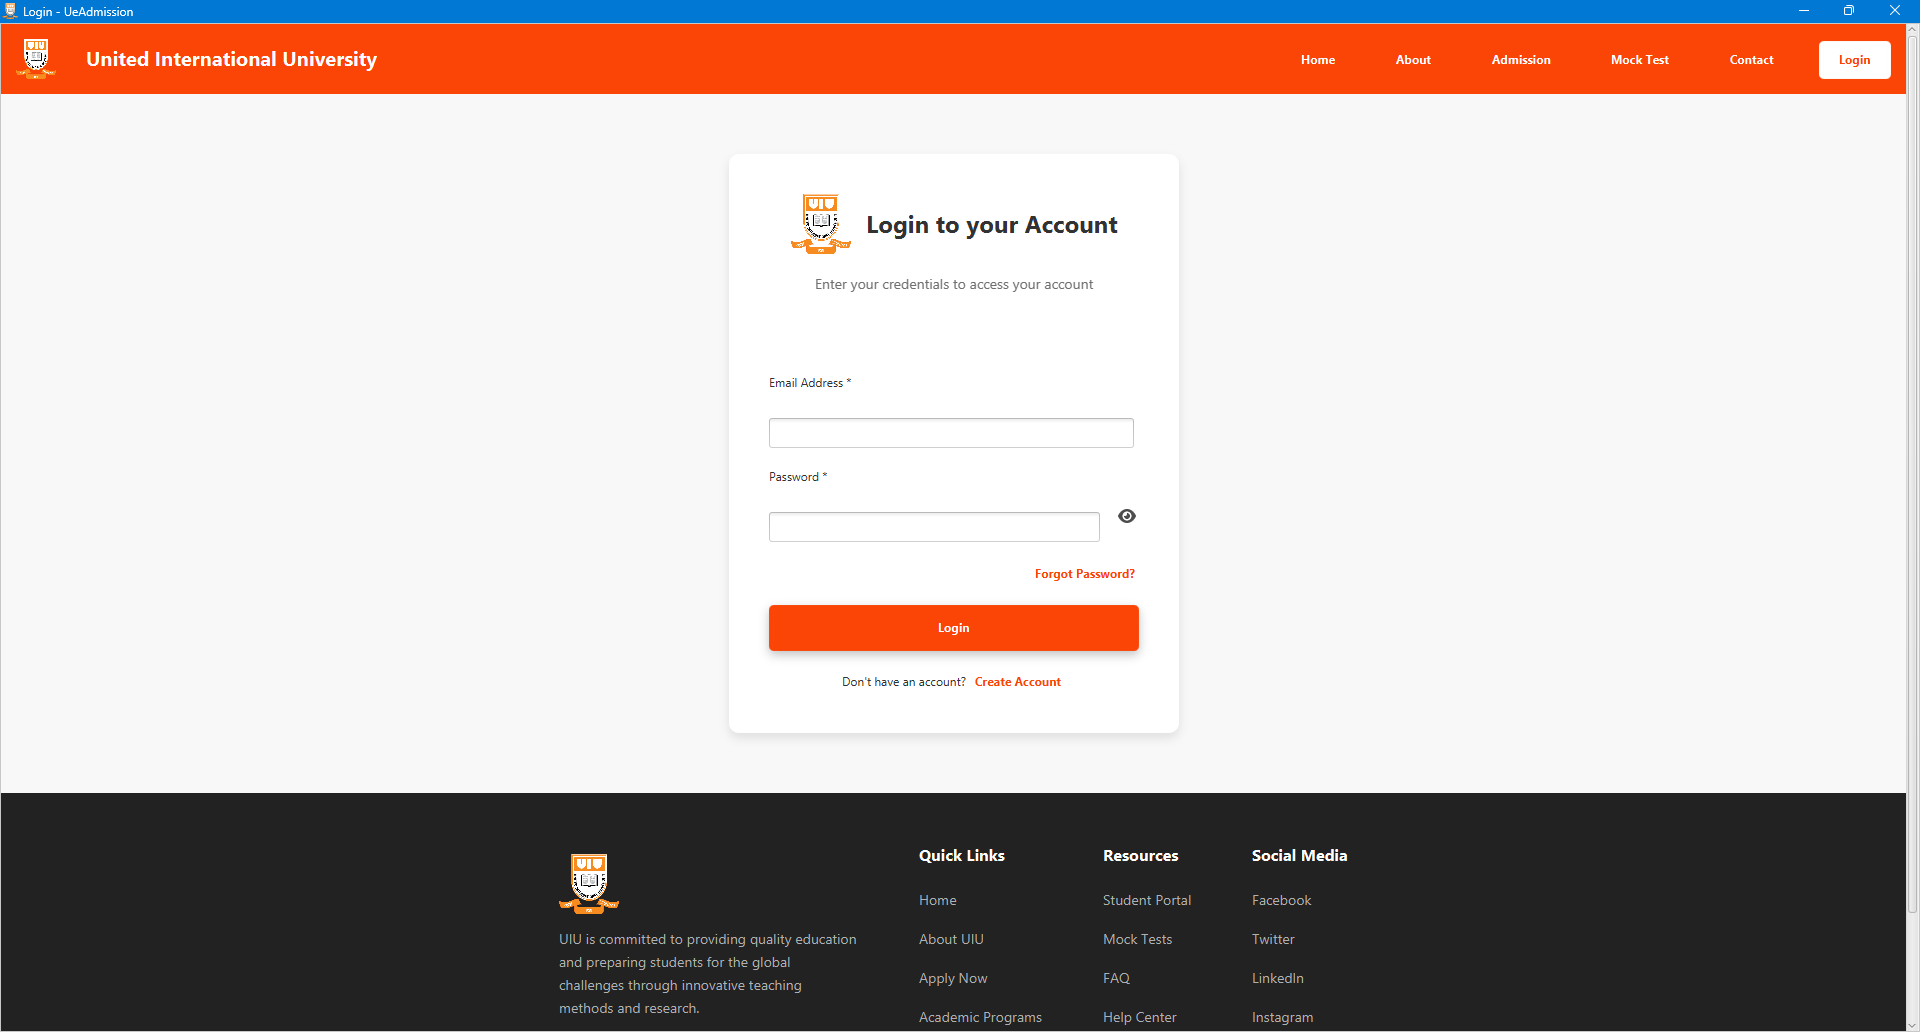 Login - UeAdmission
United International University
Home
About
Admission
Mock Test
Contact
Login
UIU
Login to your Account
Enter your credentials to access your account
Email Address *
Password *
Forgot Password?
Login
Don't have an account? Create Account
UIU
UIU is committed to providing quality education
and preparing students for the global
challenges through innovative teaching
methods and research.
Quick Links
Home
About UIU
Apply Now
Academic Programs
Resources
Student Portal
Mock Tests
FAQ
Help Center
Social Media
Facebook
Twitter
LinkedIn
Instagram